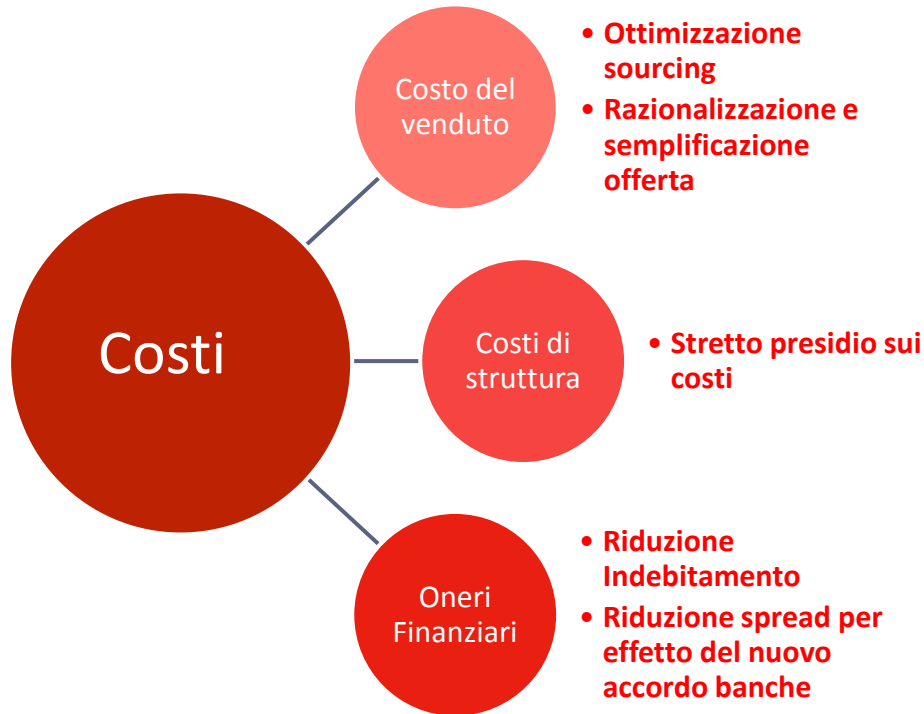 Costi
Costo del
venduto
• Ottimizzazione
sourcing
• Razionalizzazione e
semplificazione
offerta
Costi di
struttura
• Stretto presidio sui
costi
Oneri
Finanziari
• Riduzione
Indebitamento
• Riduzione spread per
effetto del nuovo
accordo banche